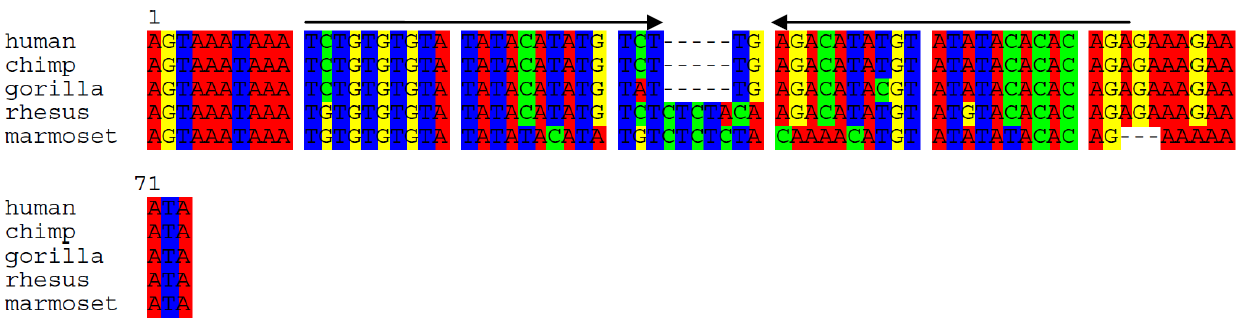 1
human AGTAAATAAA TCTGTGTGTA TATACATATG TCT-----TG AGACATATGT ATATACACAC AGAGAAAGAA
chimp AGTAAATAAA TCTGTGTGTA TATACATATG TCT-----TG AGACATATGT ATATACACAC AGAGAAAGAA
gorilla AGTAAATAAA TCTGTGTGTA TATACATATG TAT-----TG AGACATACGT ATATACACAC AGAGAAAGAA
rhesus AGTAAATAAA TGTGTGTGTA TATACATATG TCTCTCTACA AGACATATGT ATGTACACAC AGAGAAAGAA
marmoset AGTAAATAAA TGTGTGTGTA TATATACATA TGTCTCTCTA CAAAACATGT ATATATACAC AG---AAAAA
71
human ATA
chimp ATA
gorilla ATA
rhesus ATA
marmoset ATA